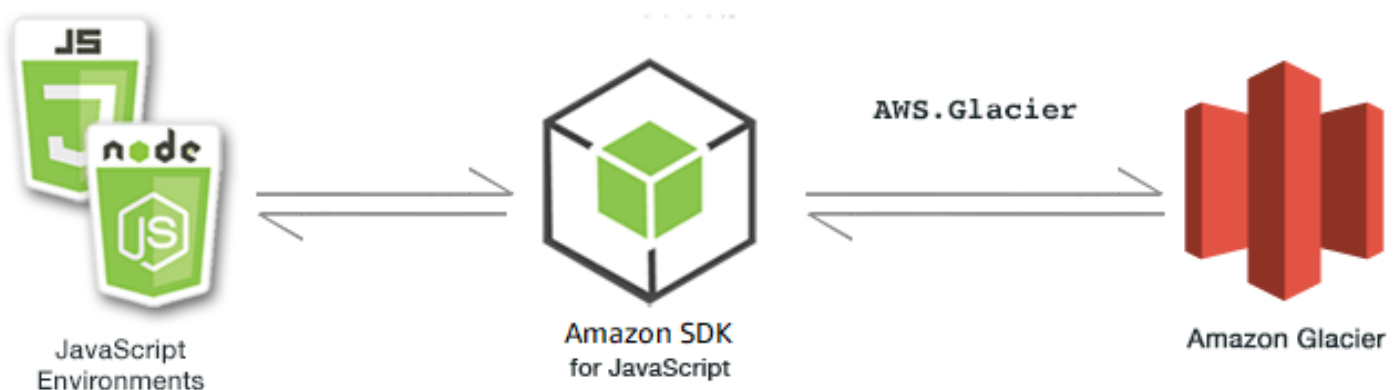 JS
node
JS
AWS.Glacier
JavaScript
Environments
Amazon SDK
for JavaScript
Amazon Glacier